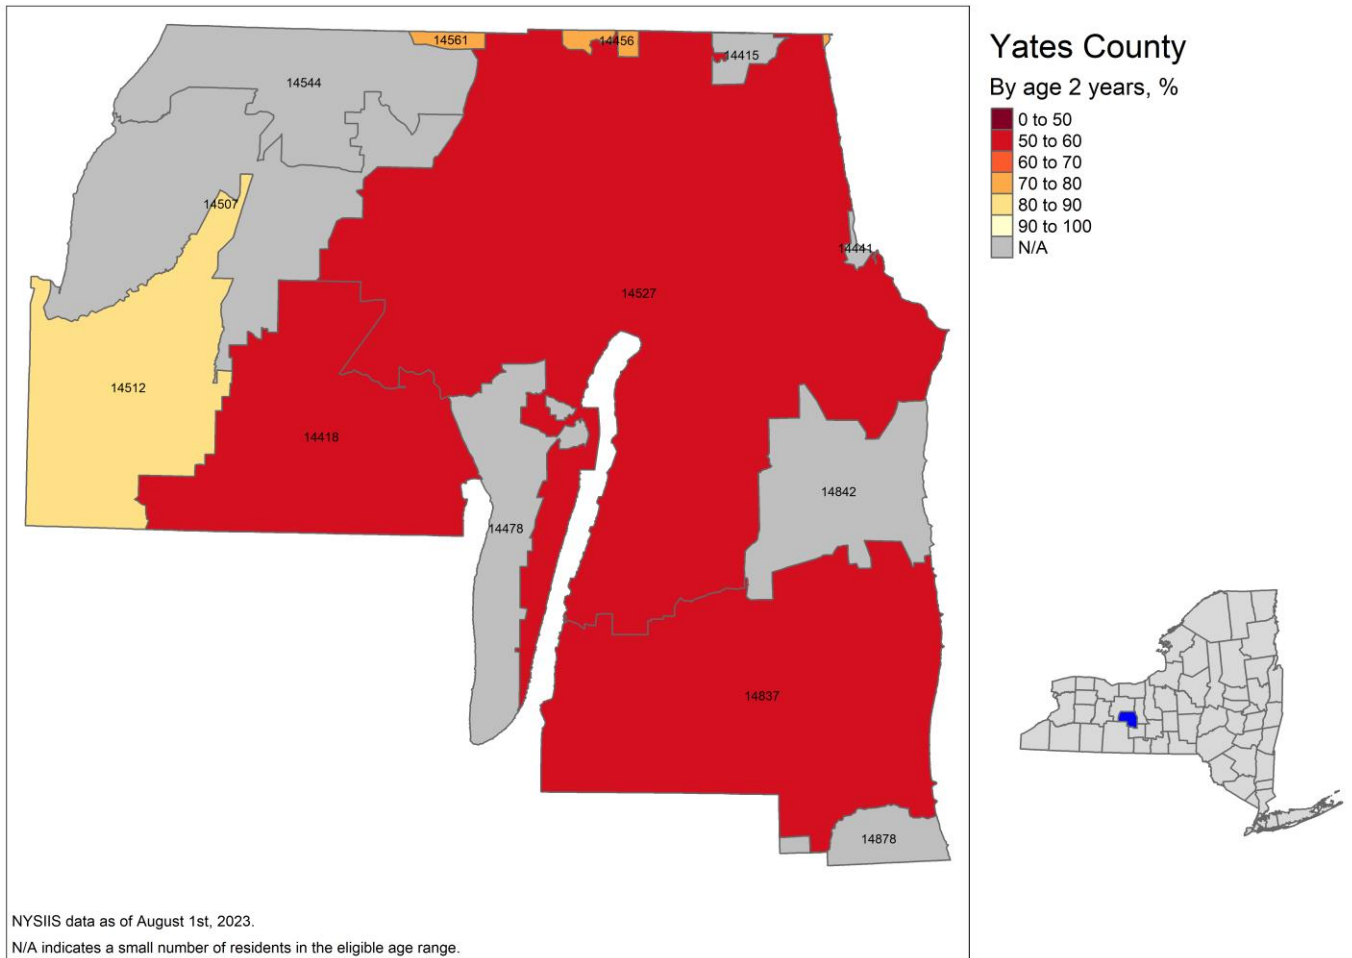 Yates County
By age 2 years, %
0 to 50
50 to 60
60 to 70
70 to 80
80 to 90
90 to 100
N/A
14561
14456
14415
14544
14507
14441
14527
14512
14418
14842
14478
14837
14878
NYSIIS data as of August 1st, 2023.
N/A indicates a small number of residents in the eligible age range.